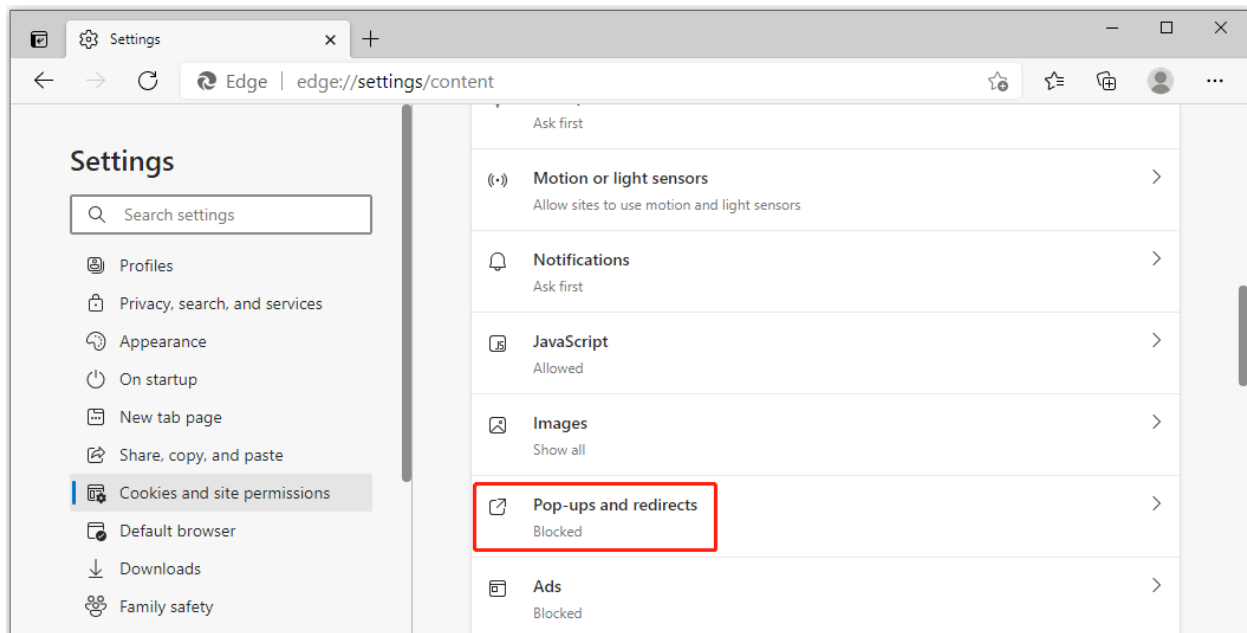 Settings
Edge | edge://settings/content
Settings
Search settings
Profiles
Privacy, search, and services
Appearance
On startup
New tab page
Share, copy, and paste
Cookies and site permissions
Default browser
Downloads
Family safety
Ask first
Motion or light sensors
Allow sites to use motion and light sensors
Notifications
Ask first
JS
JavaScript
Allowed
Images
Show all
Pop-ups and redirects
Blocked
Ads
Blocked